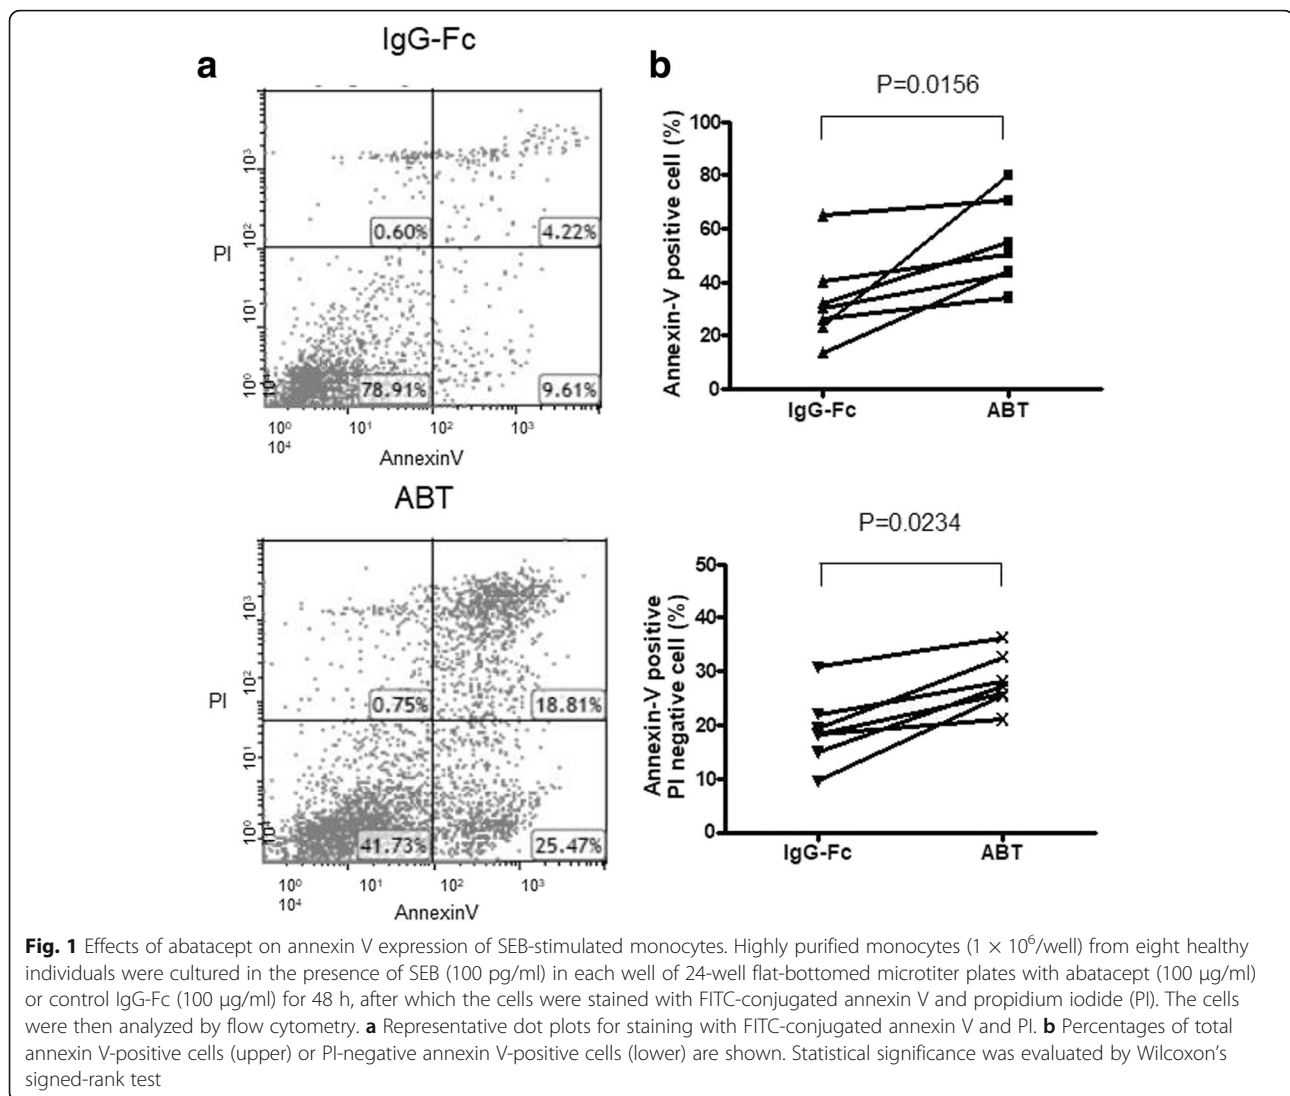 a
IgG-Fc
PI
10³
10²
10¹
10⁰
10⁴
0.60%
4.22%
78.91%
9.61%
10⁰ 10¹ 10² 10³
10⁴
AnnexinV
ABT
PI
10³
10²
10¹
10⁰
10⁴
0.75%
18.81%
41.73%
25.47%
10⁰ 10¹ 10² 10³
10⁴
AnnexinV
b
P=0.0156
Annexin-V positive cell (%)
100
80
60
40
20
0
IgG-Fc ABT
P=0.0234
Annexin-V positive
PI negative cell (%)
50
40
30
20
10
0
IgG-Fc ABT
Fig. 1 Effects of abatacept on annexin V expression of SEB-stimulated monocytes. Highly purified monocytes (1 × 10⁶/well) from eight healthy
individuals were cultured in the presence of SEB (100 pg/ml) in each well of 24-well flat-bottomed microtiter plates with abatacept (100 μg/ml)
or control IgG-Fc (100 μg/ml) for 48 h, after which the cells were stained with FITC-conjugated annexin V and propidium iodide (PI). The cells
were then analyzed by flow cytometry. a Representative dot plots for staining with FITC-conjugated annexin V and PI. b Percentages of total
annexin V-positive cells (upper) or PI-negative annexin V-positive cells (lower) are shown. Statistical significance was evaluated by Wilcoxon's
signed-rank test